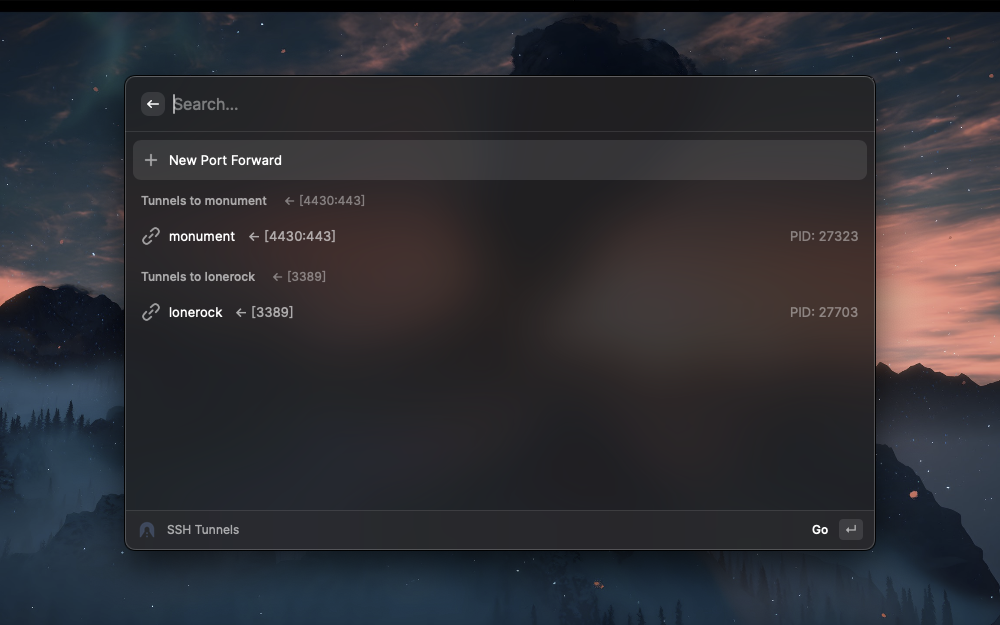 Search...
New Port Forward
Tunnels to monument ← [4430:443]
monument ← [4430:443] PID: 27323
Tunnels to lonerock ← [3389]
lonerock ← [3389] PID: 27703
SSH Tunnels Go